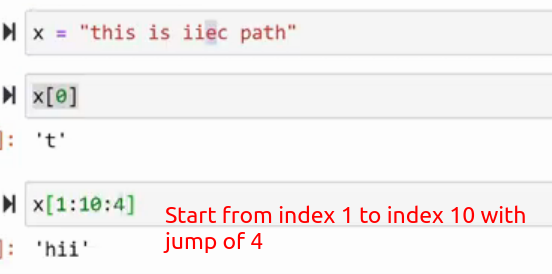 x = "this is iiec path"
x[0]
]: 't'
x[1:10:4]
Start from index 1 to index 10 with
jump of 4
]: 'hii'